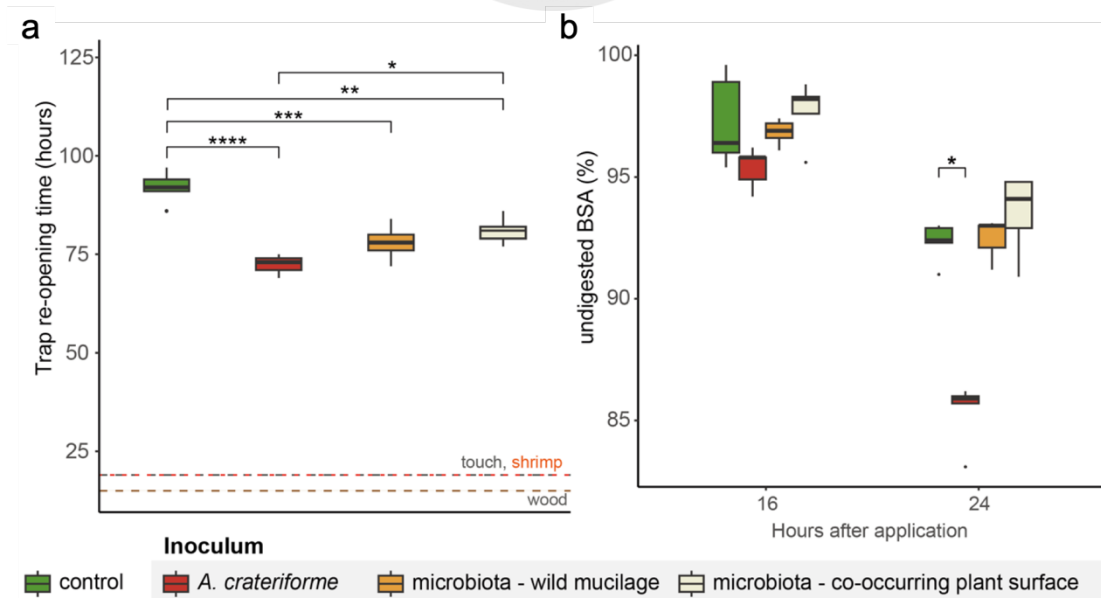 a
b
Trap re-opening time (hours)
125
100
75
50
25
*
**
***
****
touch, shrimp
wood
undigested BSA (%)
100
95
90
85
*
16
24
Hours after application
Inoculum
control
A. crateriforme
microbiota - wild mucilage
microbiota - co-occurring plant surface